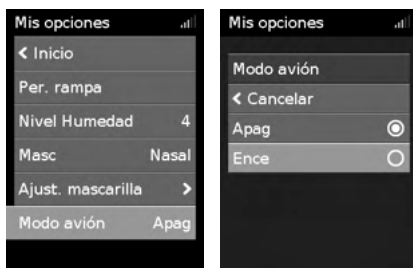 Mis opciones
Inicio
Per. rampa
Nivel Humedad 4
Masc Nasal
Ajust. mascarilla
Modo avión Apag
Mis opciones
Modo avión
Cancelar
Apag
Ence